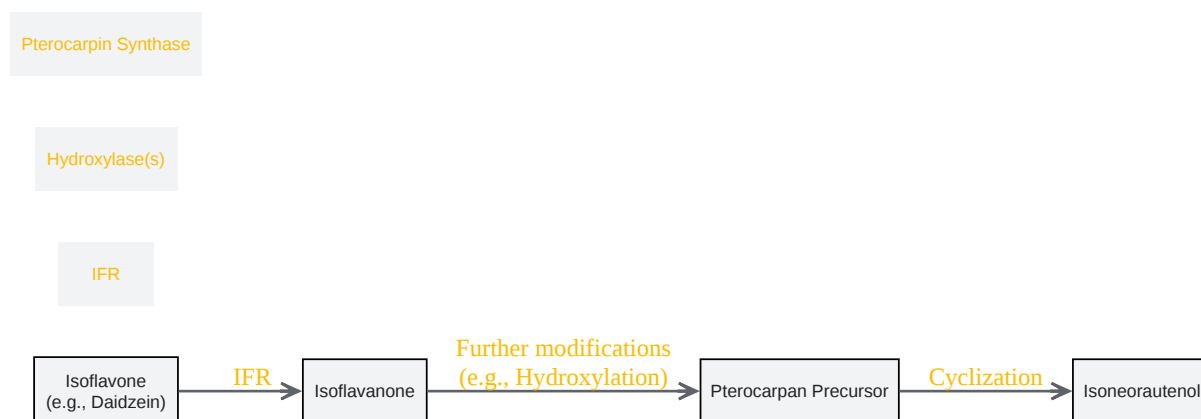 Pterocarpin Synthase
Hydroxylase(s)
IFR
Further modifications
(e.g., Hydroxylation)
Isoflavone
(e.g., Daidzein)
IFR
Isoflavanone
Pterocarpan Precursor
Cyclization
Isoneorautenol